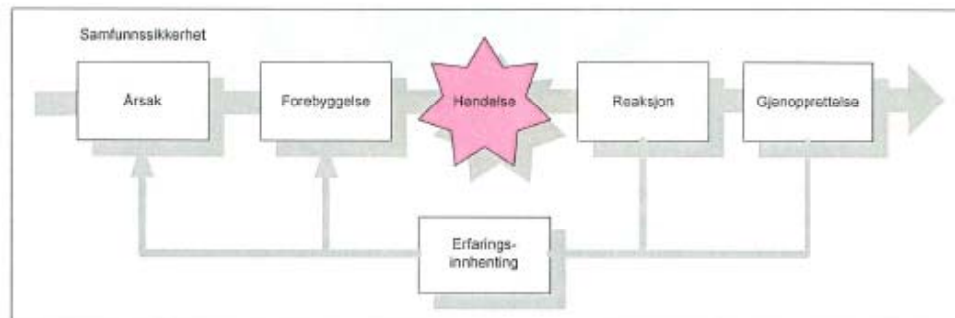 Samfunnssikkerhet
Årsak
Forebyggelse
Hendelse
Reaksjon
Gjenopprettelse
Erfarings-
innhenting